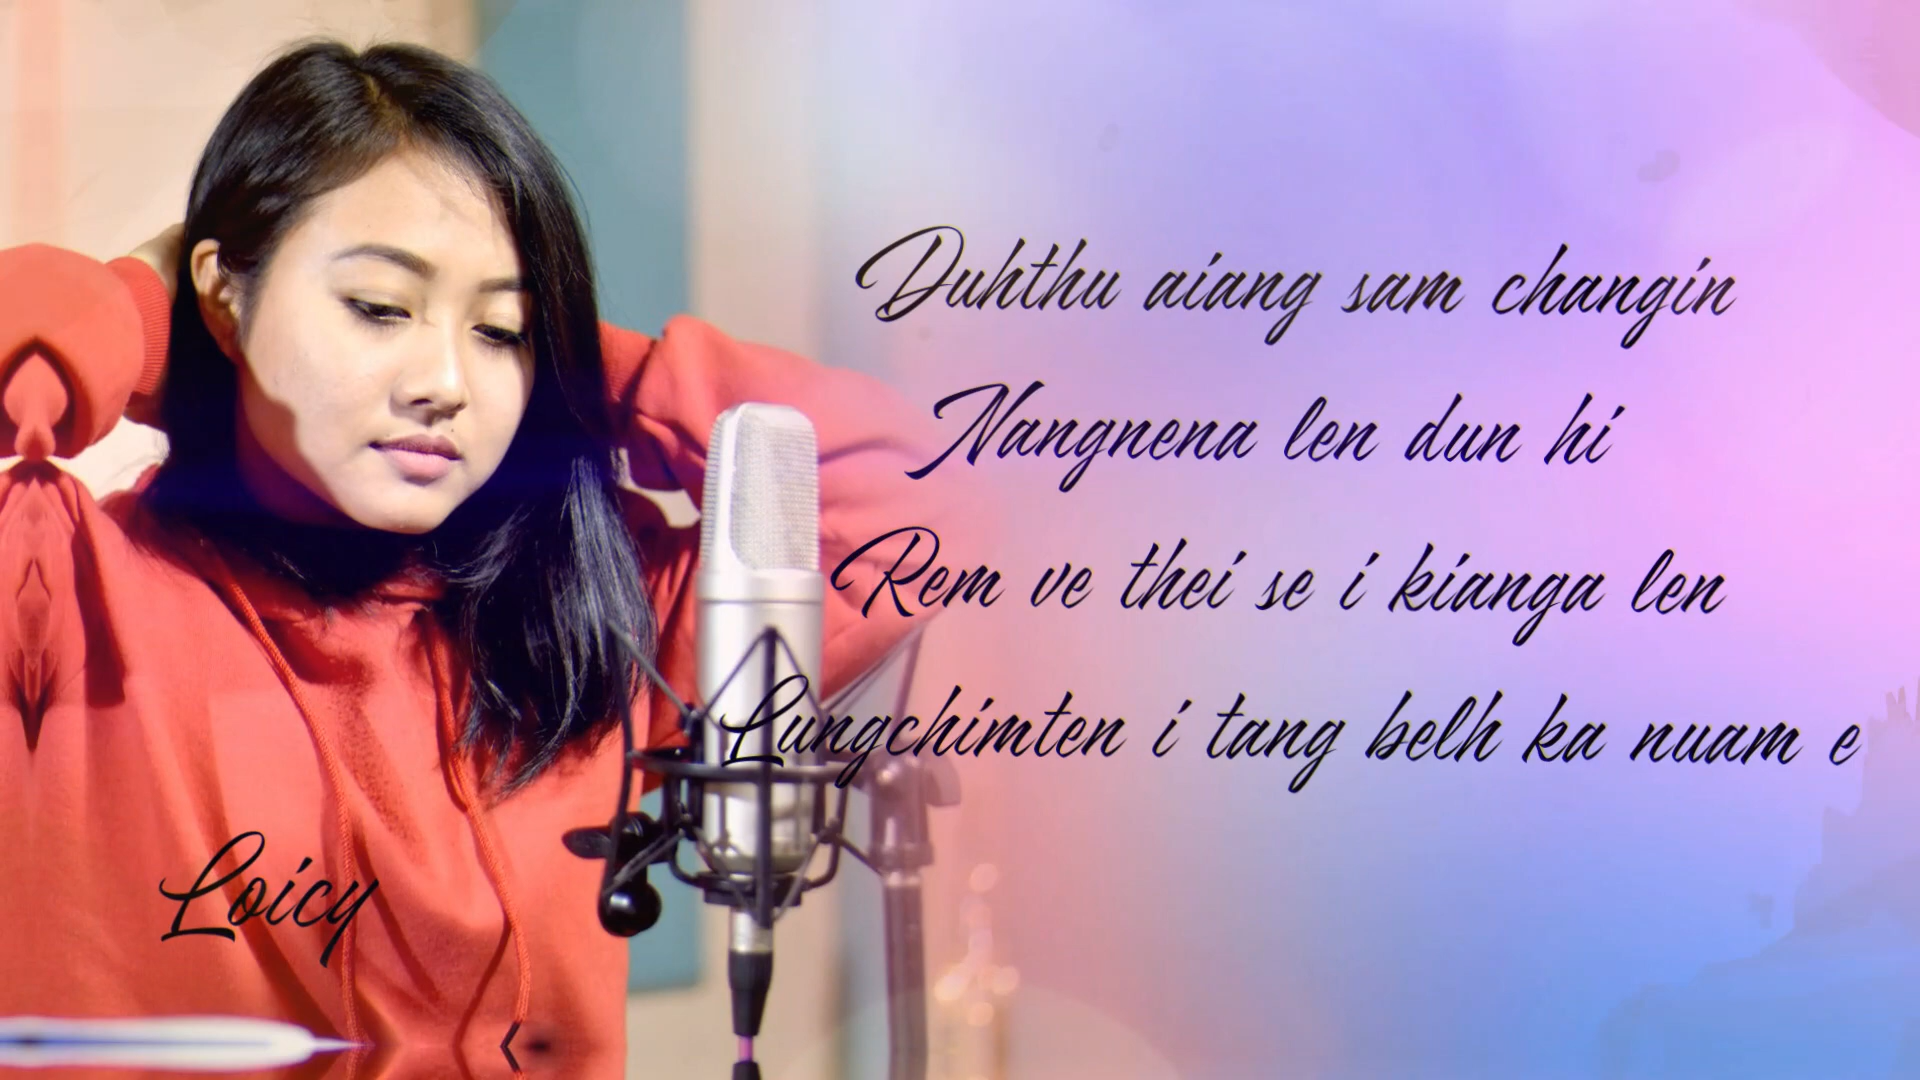 Duhthu aiang sam changin
Nangnena len dun hi
Rem ve thei se i kianga len
Lungchimten i tang belh ka nuam e
Loicy